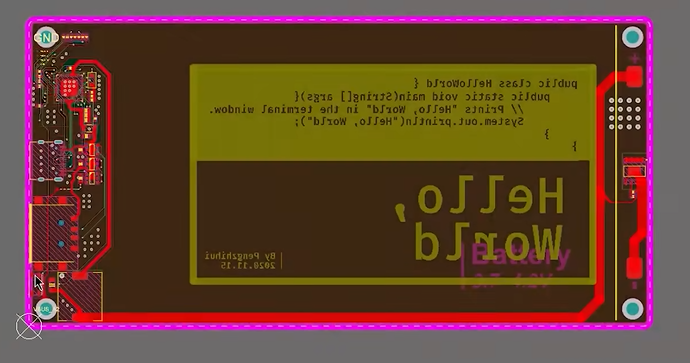 GND
public class HelloWorld {
public static void main(String[] args){
// Prints "Hello, World" in the terminal window.
System.out.println("Hello, World");
}
}
Hello,
World
Battery
By Pengzhihui
2020.11.15